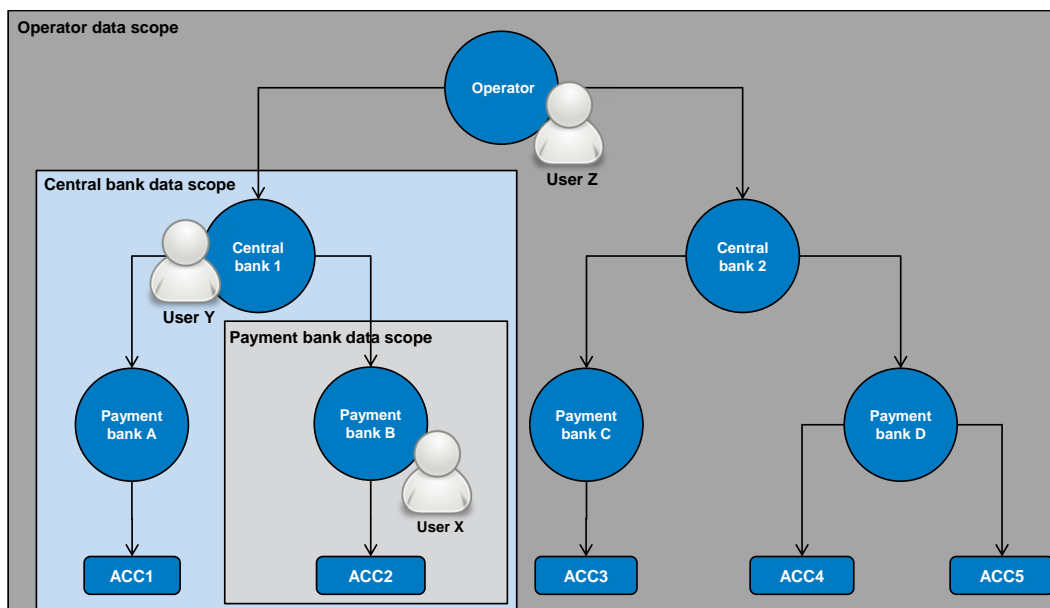 Operator data scope
Operator
User Z
Central bank data scope
Central
bank 1
Central
bank 2
User Y
Payment bank data scope
Payment
bank A
Payment
bank B
Payment
bank C
Payment
bank D
User X
ACC1
ACC2
ACC3
ACC4
ACC5